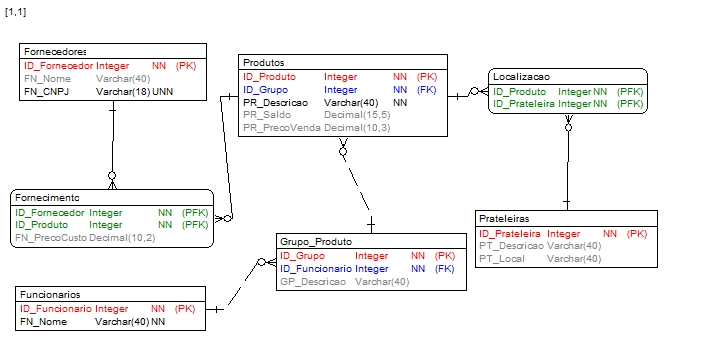 [1,1]
Fornecedores
ID_Fornecedor Integer NN (PK)
FN_Nome Varchar(40)
FN_CNPJ Varchar(18) UNN
Produtos
ID_Produto Integer NN (PK)
ID_Grupo Integer NN (FK)
PR_Descricao Varchar(40) NN
PR_Saldo Decimal(15,5)
PR_PrecoVenda Decimal(10,3)
Localizacao
ID_Produto Integer NN (PFK)
ID_Prateleira Integer NN (PFK)
Fornecimento
ID_Fornecedor Integer NN (PFK)
ID_Produto Integer NN (PFK)
FN_PrecoCusto Decimal(10,2)
Grupo_Produto
ID_Grupo Integer NN (PK)
ID_Funcionario Integer NN (FK)
GP_Descricao Varchar(40)
Prateleiras
ID_Prateleira Integer NN (PK)
PT_Descricao Varchar(40)
PT_Local Varchar(40)
Funcionarios
ID_Funcionario Integer NN (PK)
FN_Nome Varchar(40) NN